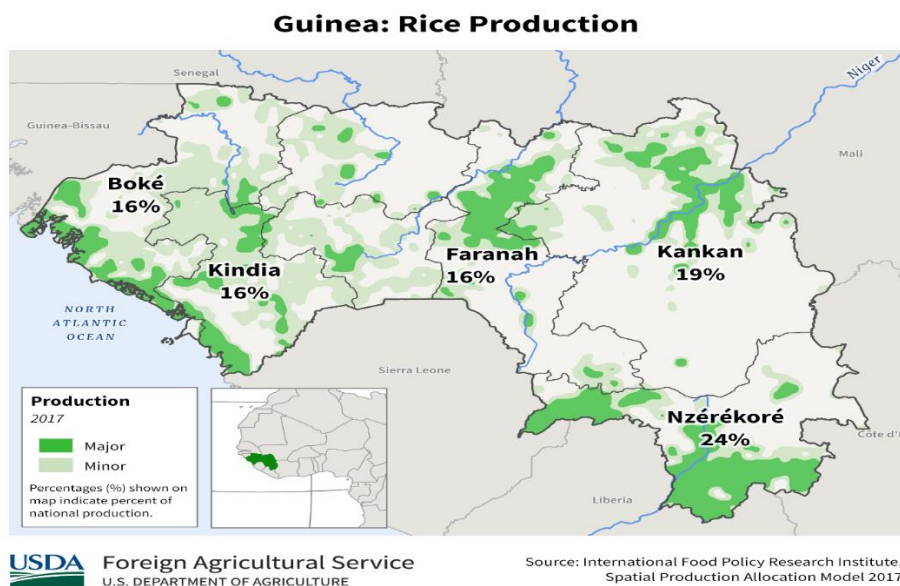 Guinea: Rice Production
Senegal
Niger
Guinea-Bissau
Mali
Boké
16%
Faranah
16%
Kankan
19%
Kindia
16%
NORTH
ATLANTIC
OCEAN
Sierra Leone
Production
2017
Major
Minor
Percentages (%) shown on
map indicate percent of
national production.
Nzérékoré
24%
Côte d'I
Liberia
USDA
Foreign Agricultural Service
U.S. DEPARTMENT OF AGRICULTURE
Source: International Food Policy Research Institute,
Spatial Production Allocation Model 2017